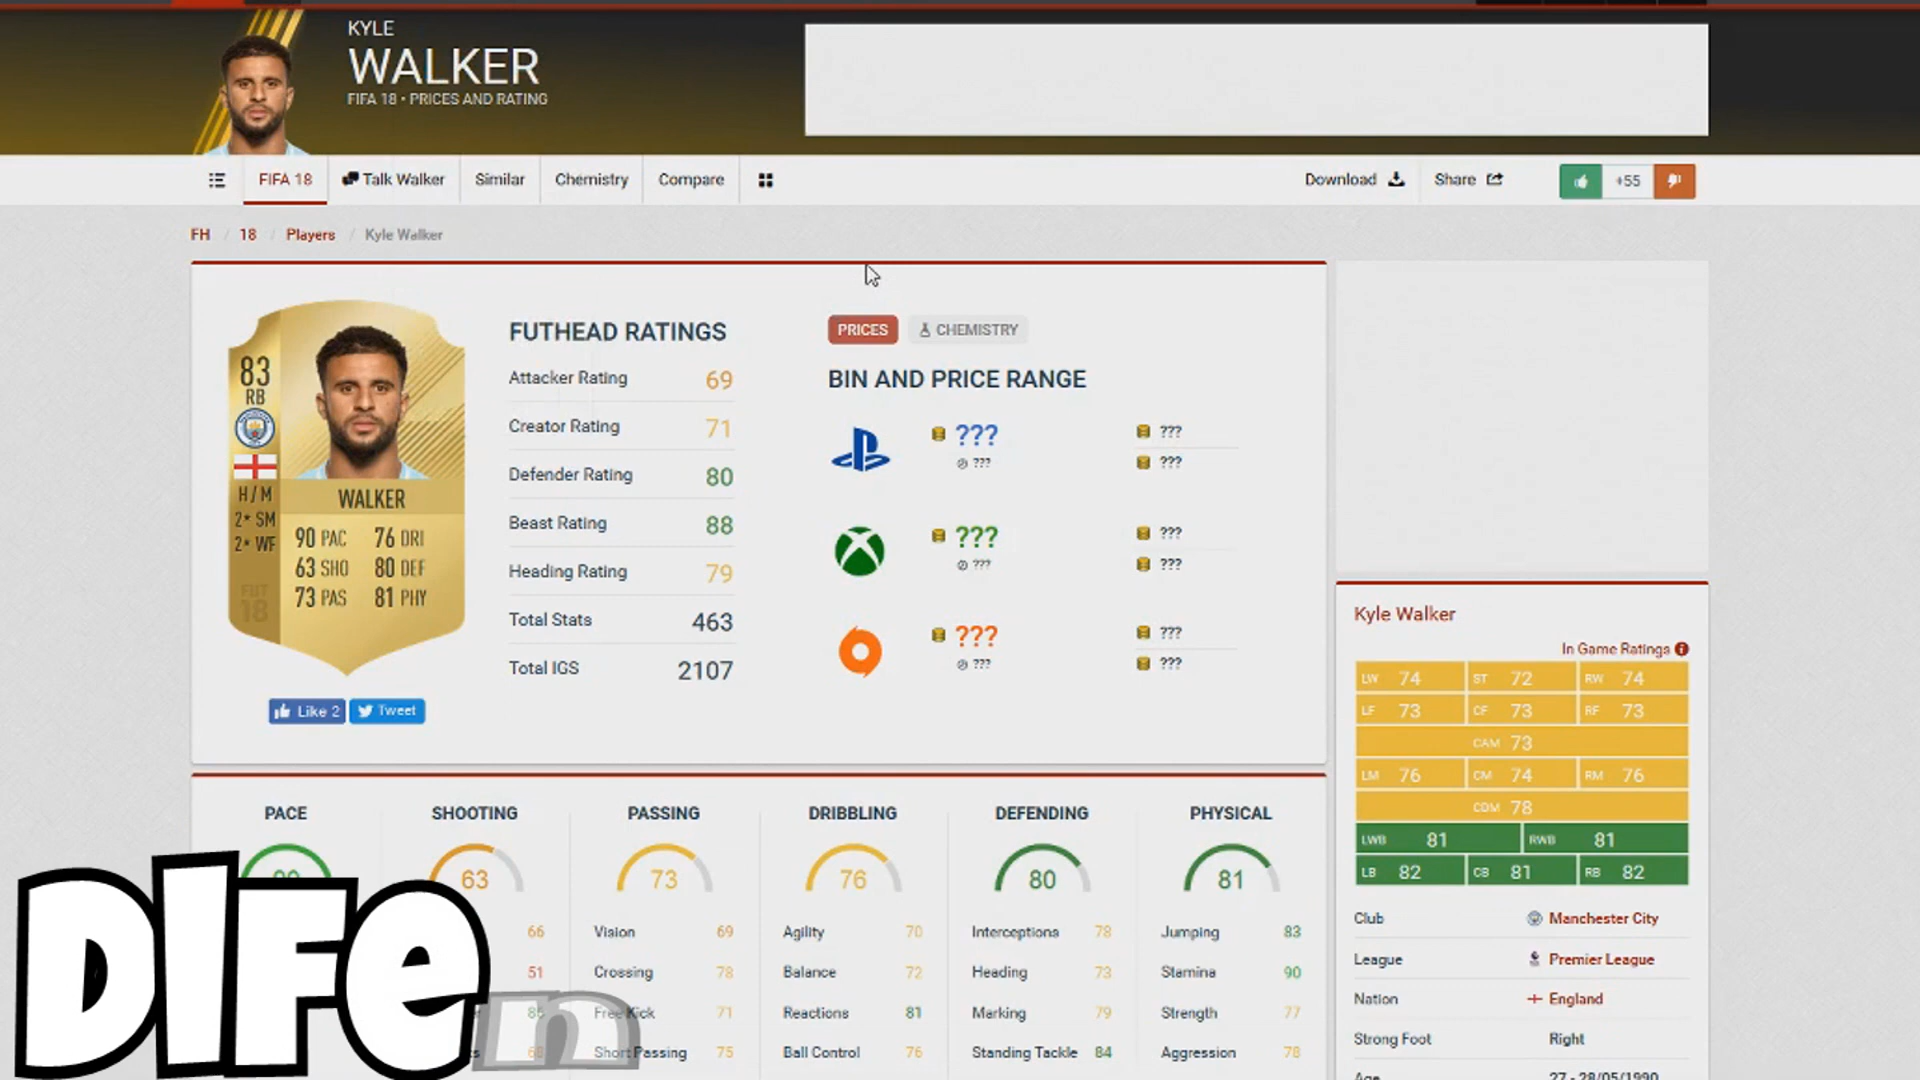 KYLE
WALKER
FIFA 18 • PRICES AND RATING
FIFA 18
Talk Walker
Similar
Chemistry
Compare
Download
Share
+55
FH / 18 / Players / Kyle Walker
83
RB
H / M
2* SM
2* WF
FUT
18
WALKER
90 PAC 76 DRI
63 SHO 80 DEF
73 PAS 81 PHY
Like 2
Tweet
FUTHEAD RATINGS
Attacker Rating 69
Creator Rating 71
Defender Rating 80
Beast Rating 88
Heading Rating 79
Total Stats 463
Total IGS 2107
PRICES
CHEMISTRY
BIN AND PRICE RANGE
??? ???
??? ???
??? ???
??? ???
??? ???
??? ???
Kyle Walker
In Game Ratings
LW 74 ST 72 RW 74
LF 73 CF 73 RF 73
CAM 73
LM 76 CM 74 RM 76
CDM 78
LWB 81 RWB 81
LB 82 CB 81 RB 82
Club Manchester City
League Premier League
Nation England
Strong Foot Right
Age 27 - 28/05/1990
PACE
SHOOTING
63
66
51
PASSING
73
Vision 69
Crossing 78
Free Kick 71
Short Passing 75
DRIBBLING
76
Agility 70
Balance 72
Reactions 81
Ball Control 76
DEFENDING
80
Interceptions 78
Heading 73
Marking 79
Standing Tackle 84
PHYSICAL
81
Jumping 83
Stamina 90
Strength 77
Aggression 78
DIFen